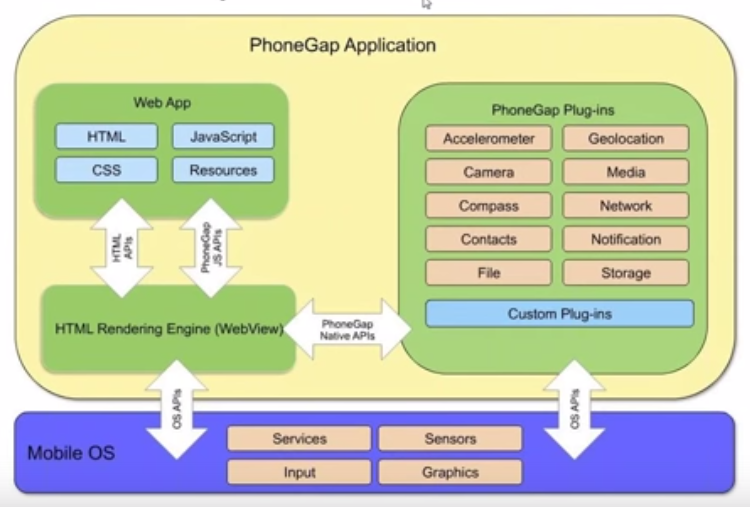 PhoneGap Application
Web App
HTML
JavaScript
CSS
Resources
HTML
APIs
PhoneGap
JS APIs
HTML Rendering Engine (WebView)
PhoneGap
Native APIs
PhoneGap Plug-ins
Accelerometer
Geolocation
Camera
Media
Compass
Network
Contacts
Notification
File
Storage
Custom Plug-ins
OS APIs
OS APIs
Mobile OS
Services
Sensors
Input
Graphics